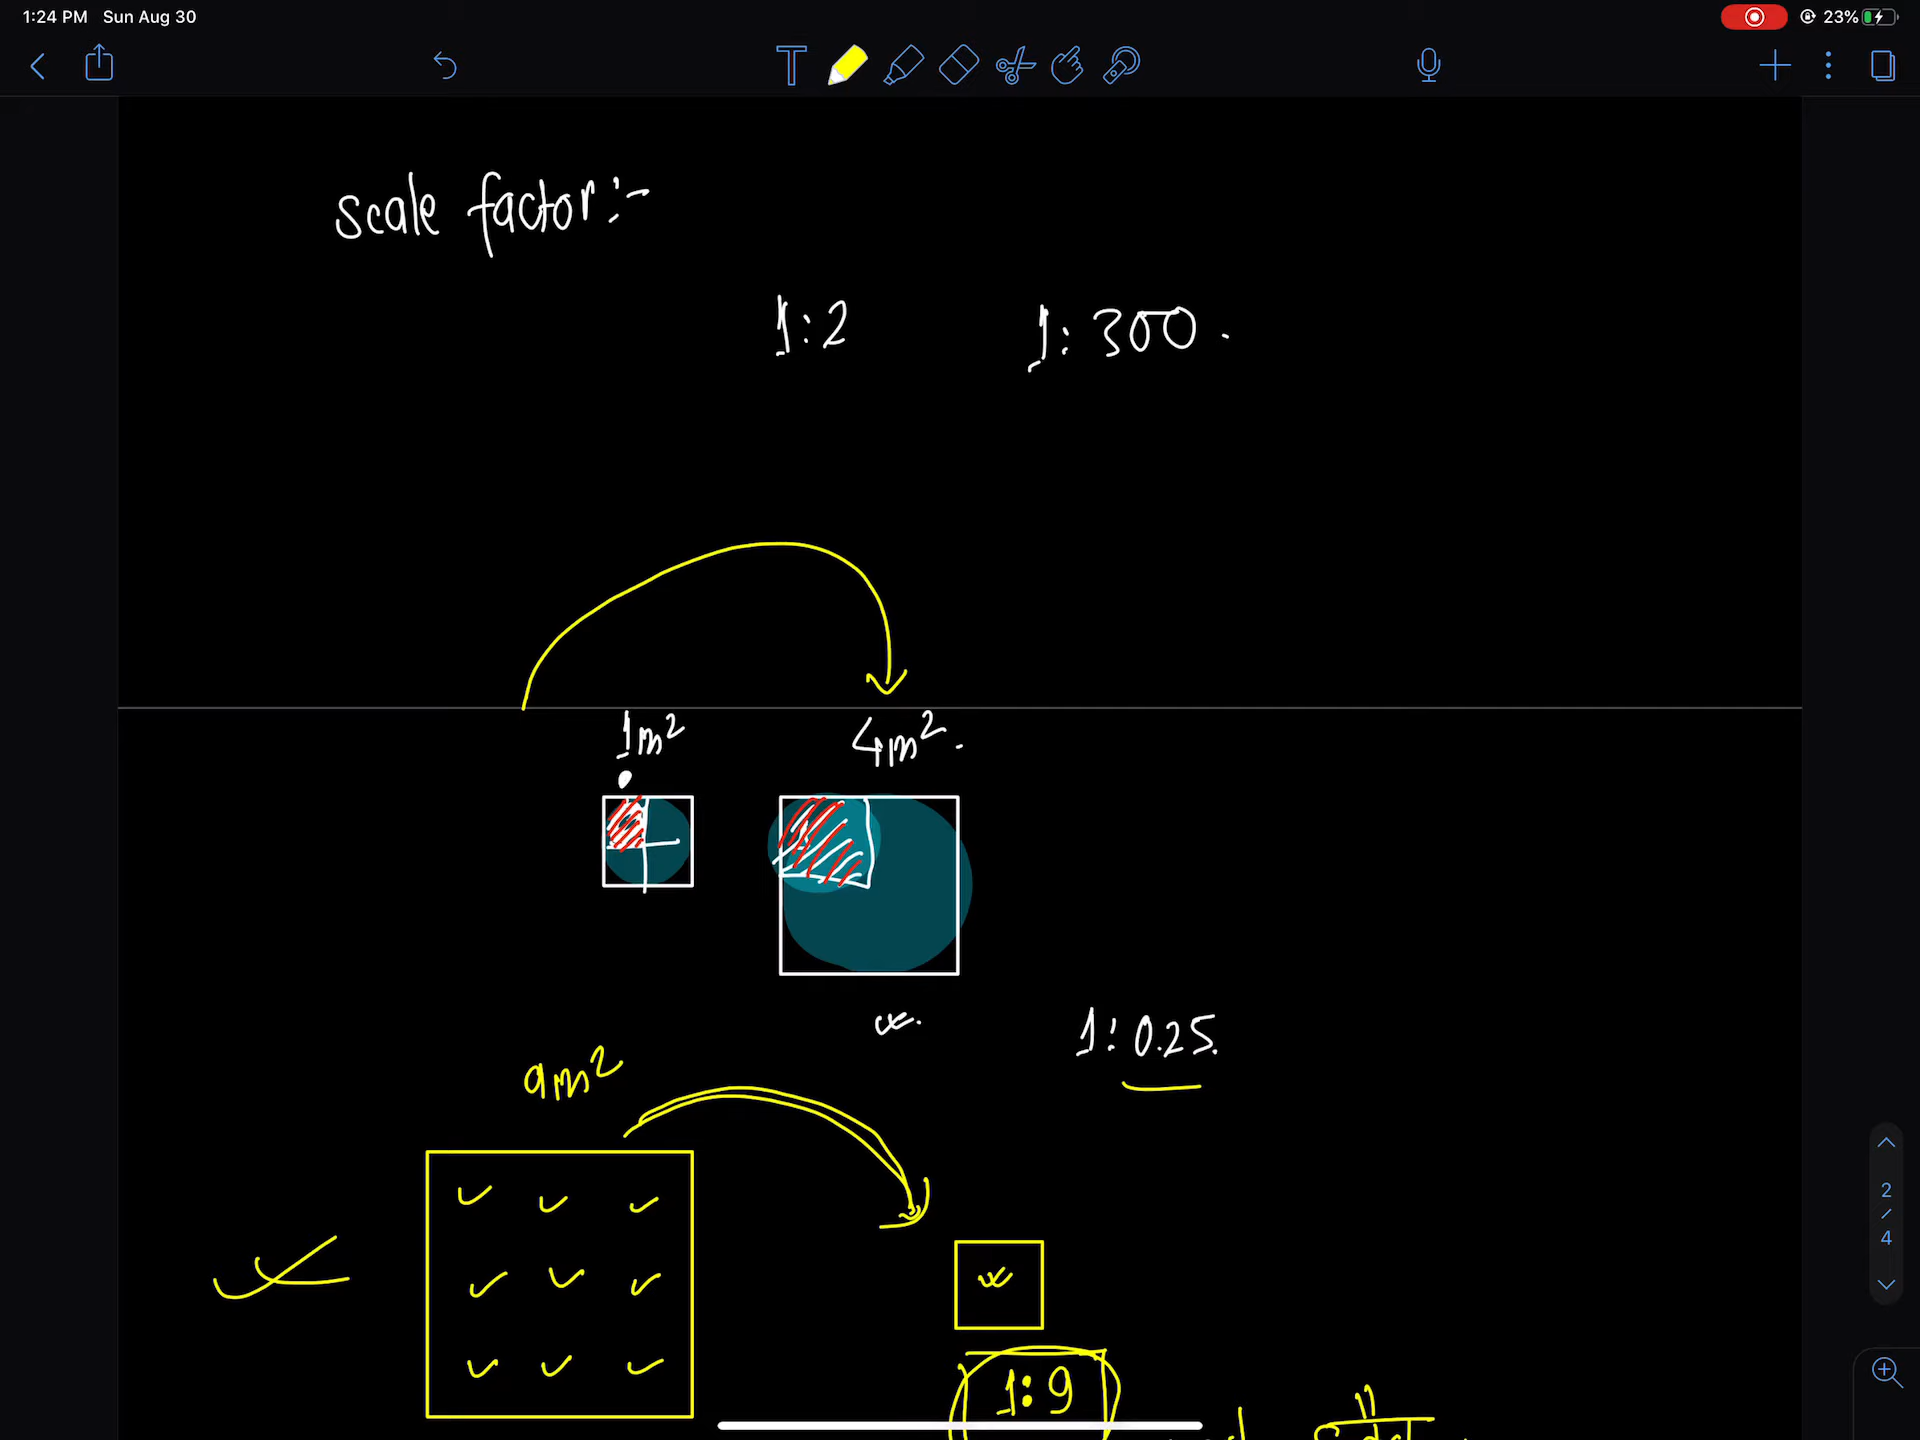 1:24 PM Sun Aug 30
23%
T
scale factor:-
1:2 1:300.
1m² 4m².
1:0.25.
9m²
2
/
4
1:9